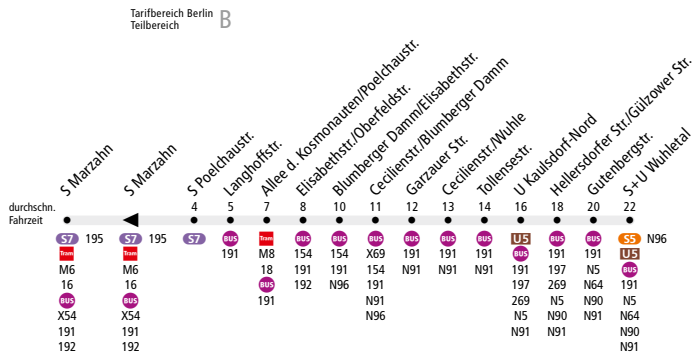 Tarifbereich Berlin
Teilbereich
B
S Marzahn
S Marzahn
S Poelchaustr.
Langhoffstr.
Allee d. Kosmonauten/Poelchaustr.
Elisabethstr./Oberfeldstr.
Blumberger Damm/Elisabethstr.
Cecilienstr./Blumberger Damm
Garzauer Str.
Cecilienstr./Wuhle
Tollensestr.
U Kaulsdorf-Nord
Hellersdorfer Str./Gülzower Str.
Gutenbergstr.
S+U Wuhletal
durchschn. 4 5 7 8 10 11 12 13 14 16 18 20 22
Fahrzeit
S7 195 S7 195 S7 BUS Tram BUS BUS BUS BUS BUS BUS U5 BUS BUS S5 N96
Tram Tram 191 M8 154 154 X69 191 191 191 BUS 191 191 U5
M6 M6 18 191 191 154 N91 N91 N91 191 197 N5 BUS
16 16 BUS 192 N96 191 197 269 N64 191
BUS BUS 191 N91 269 N5 N90 N5
X54 X54 N96 N5 N90 N91 N64
191 191 N91 N91 N90
192 192 N91